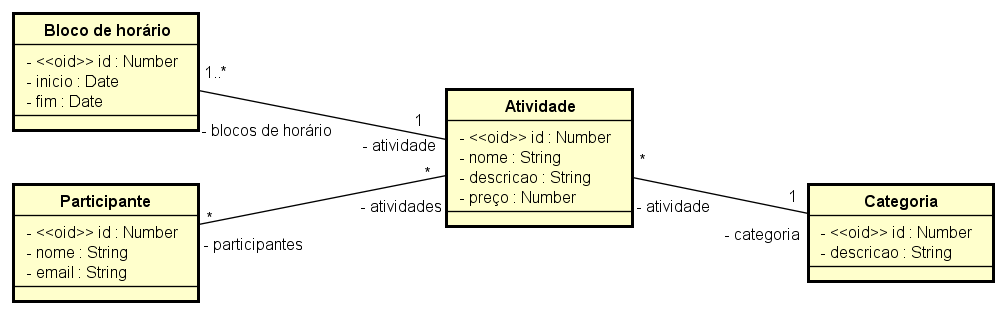 Bloco de horário
- <<oid>> id : Number
- inicio : Date
- fim : Date
1..*
- blocos de horário
1
- atividade
Atividade
- <<oid>> id : Number
- nome : String
- descricao : String
- preço : Number
*
- atividades
Participante
- <<oid>> id : Number
- nome : String
- email : String
*
- participantes
*
- atividade
1
- categoria
Categoria
- <<oid>> id : Number
- descricao : String